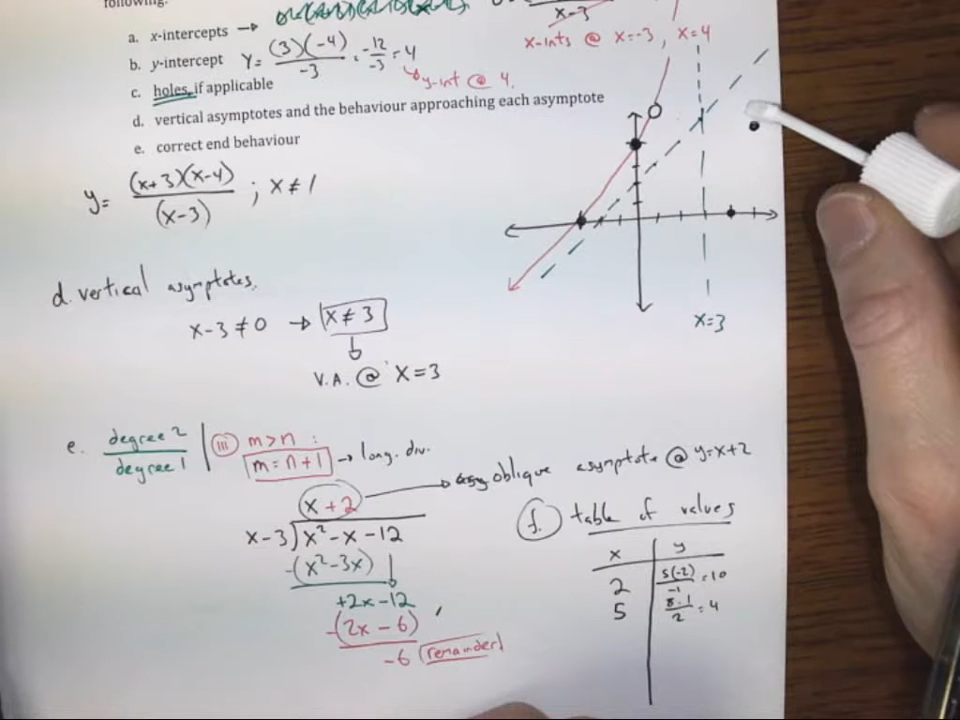 following:
a. x-intercepts →
b. y-intercept Y= (3)(-4)/-3 = -12/-3 = 4
y-int @ 4.
c. holes, if applicable
d. vertical asymptotes and the behaviour approaching each asymptote
e. correct end behaviour
x-3
x-ints @ x=-3, x=4
y= (x+3)(x-4)/(x-3) ; x≠1
x=3
d. vertical asymptotes.
x-3≠0 → x≠3
V.A. @ x=3
e. degree 2/degree 1 | iii m>n :
m=n+1 → long. div.
x+2 → oblique asymptote @ y=x+2
x-3)x²-x-12
-(x²-3x)
+2x-12
-(2x-6)
-6 remainder
f. table of values
x y
2 5(-2)/-1 = 10
5 8·1/2 = 4